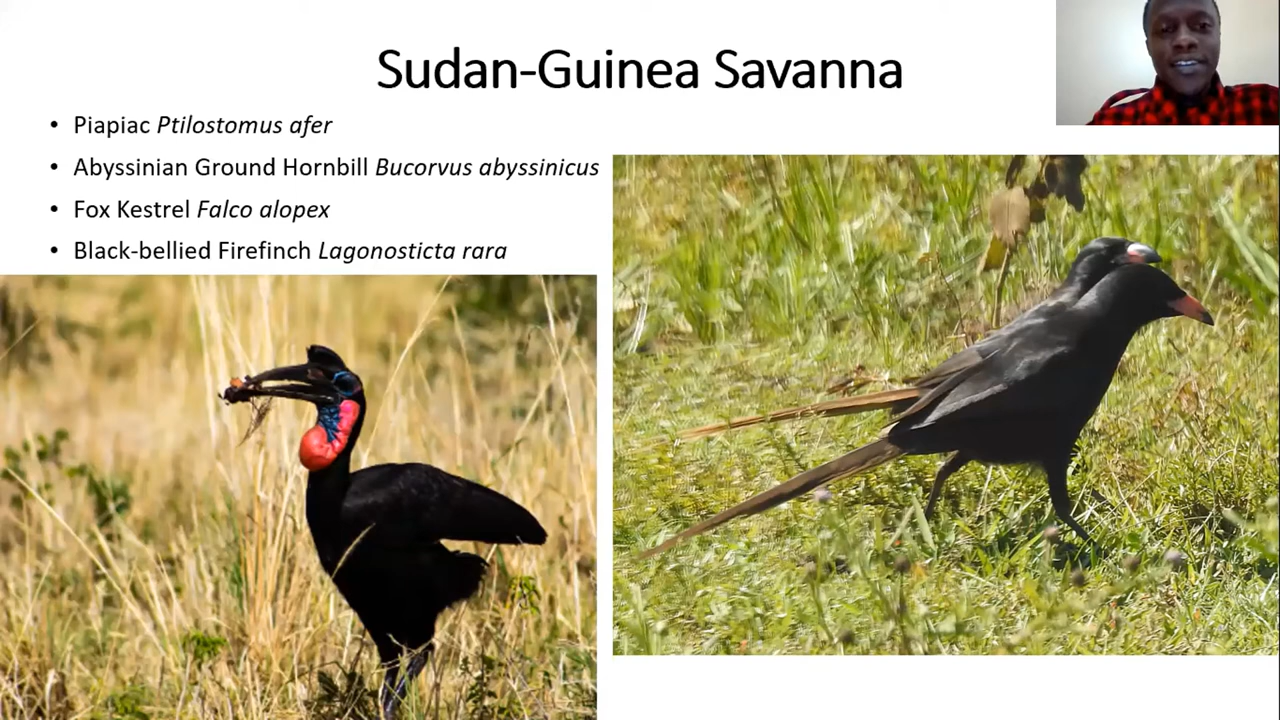 Sudan-Guinea Savanna
• Piapiac Ptilostomus afer
• Abyssinian Ground Hornbill Bucorvus abyssinicus
• Fox Kestrel Falco alopex
• Black-bellied Firefinch Lagonosticta rara